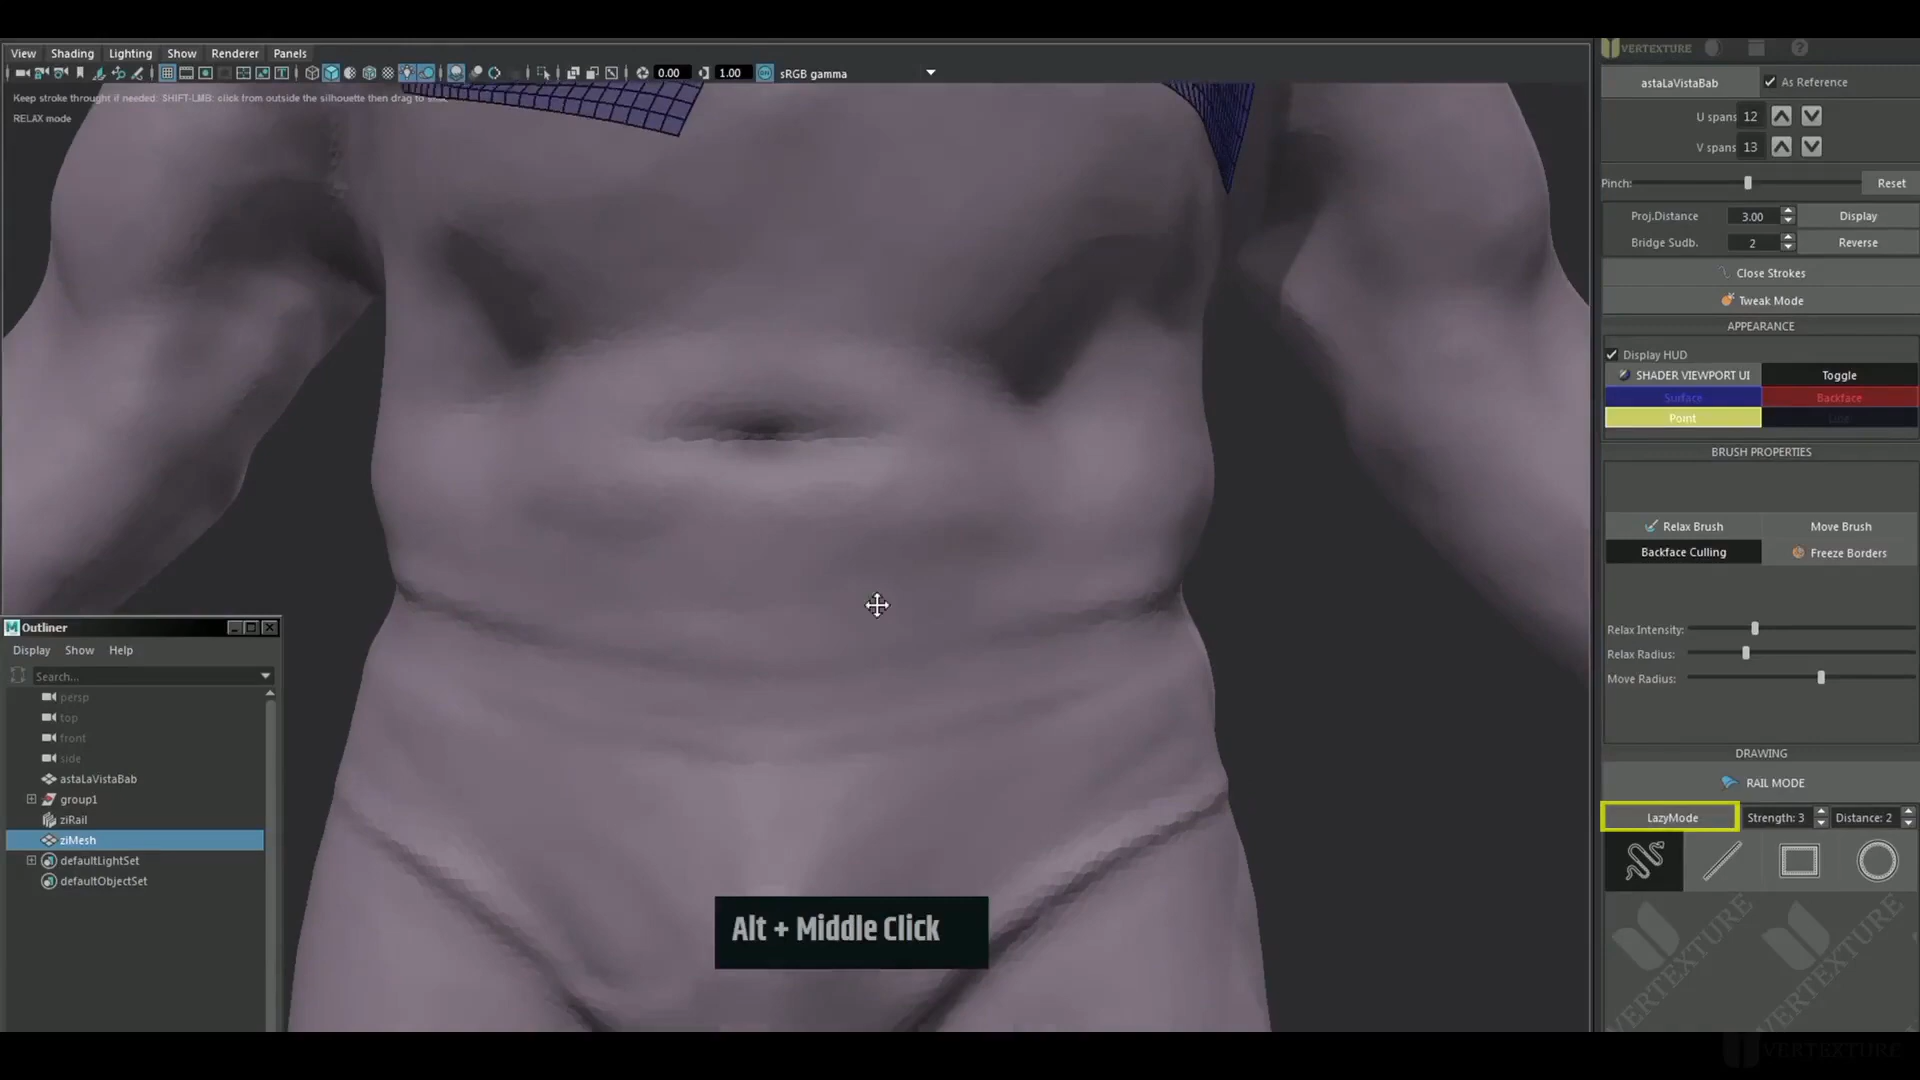 View Shading Lighting Show Renderer Panels
0.00 1.00 sRGB gamma
Keep stroke throught if needed: SHIFT-LMB: click from outside the silhouette then drag to
RELAX mode
VERTEXTURE
astaLaVistaBab As Reference
U spans 12
V spans 13
Pinch: Reset
Proj.Distance 3.00 Display
Bridge Sudb. 2 Reverse
Close Strokes
Tweak Mode
APPEARANCE
Display HUD
SHADER VIEWPORT UI Toggle
Surface Backface
Point Line
BRUSH PROPERTIES
Relax Brush Move Brush
Backface Culling Freeze Borders
Relax Intensity:
Relax Radius:
Move Radius:
DRAWING
RAIL MODE
LazyMode Strength: 3 Distance: 2
VERTEXTURE VERTEXTURE
VERTEXTURE
Outliner
Display Show Help
Search...
persp
top
front
side
astaLaVistaBab
group1
ziRail
ziMesh
defaultLightSet
defaultObjectSet
Alt + Middle Click